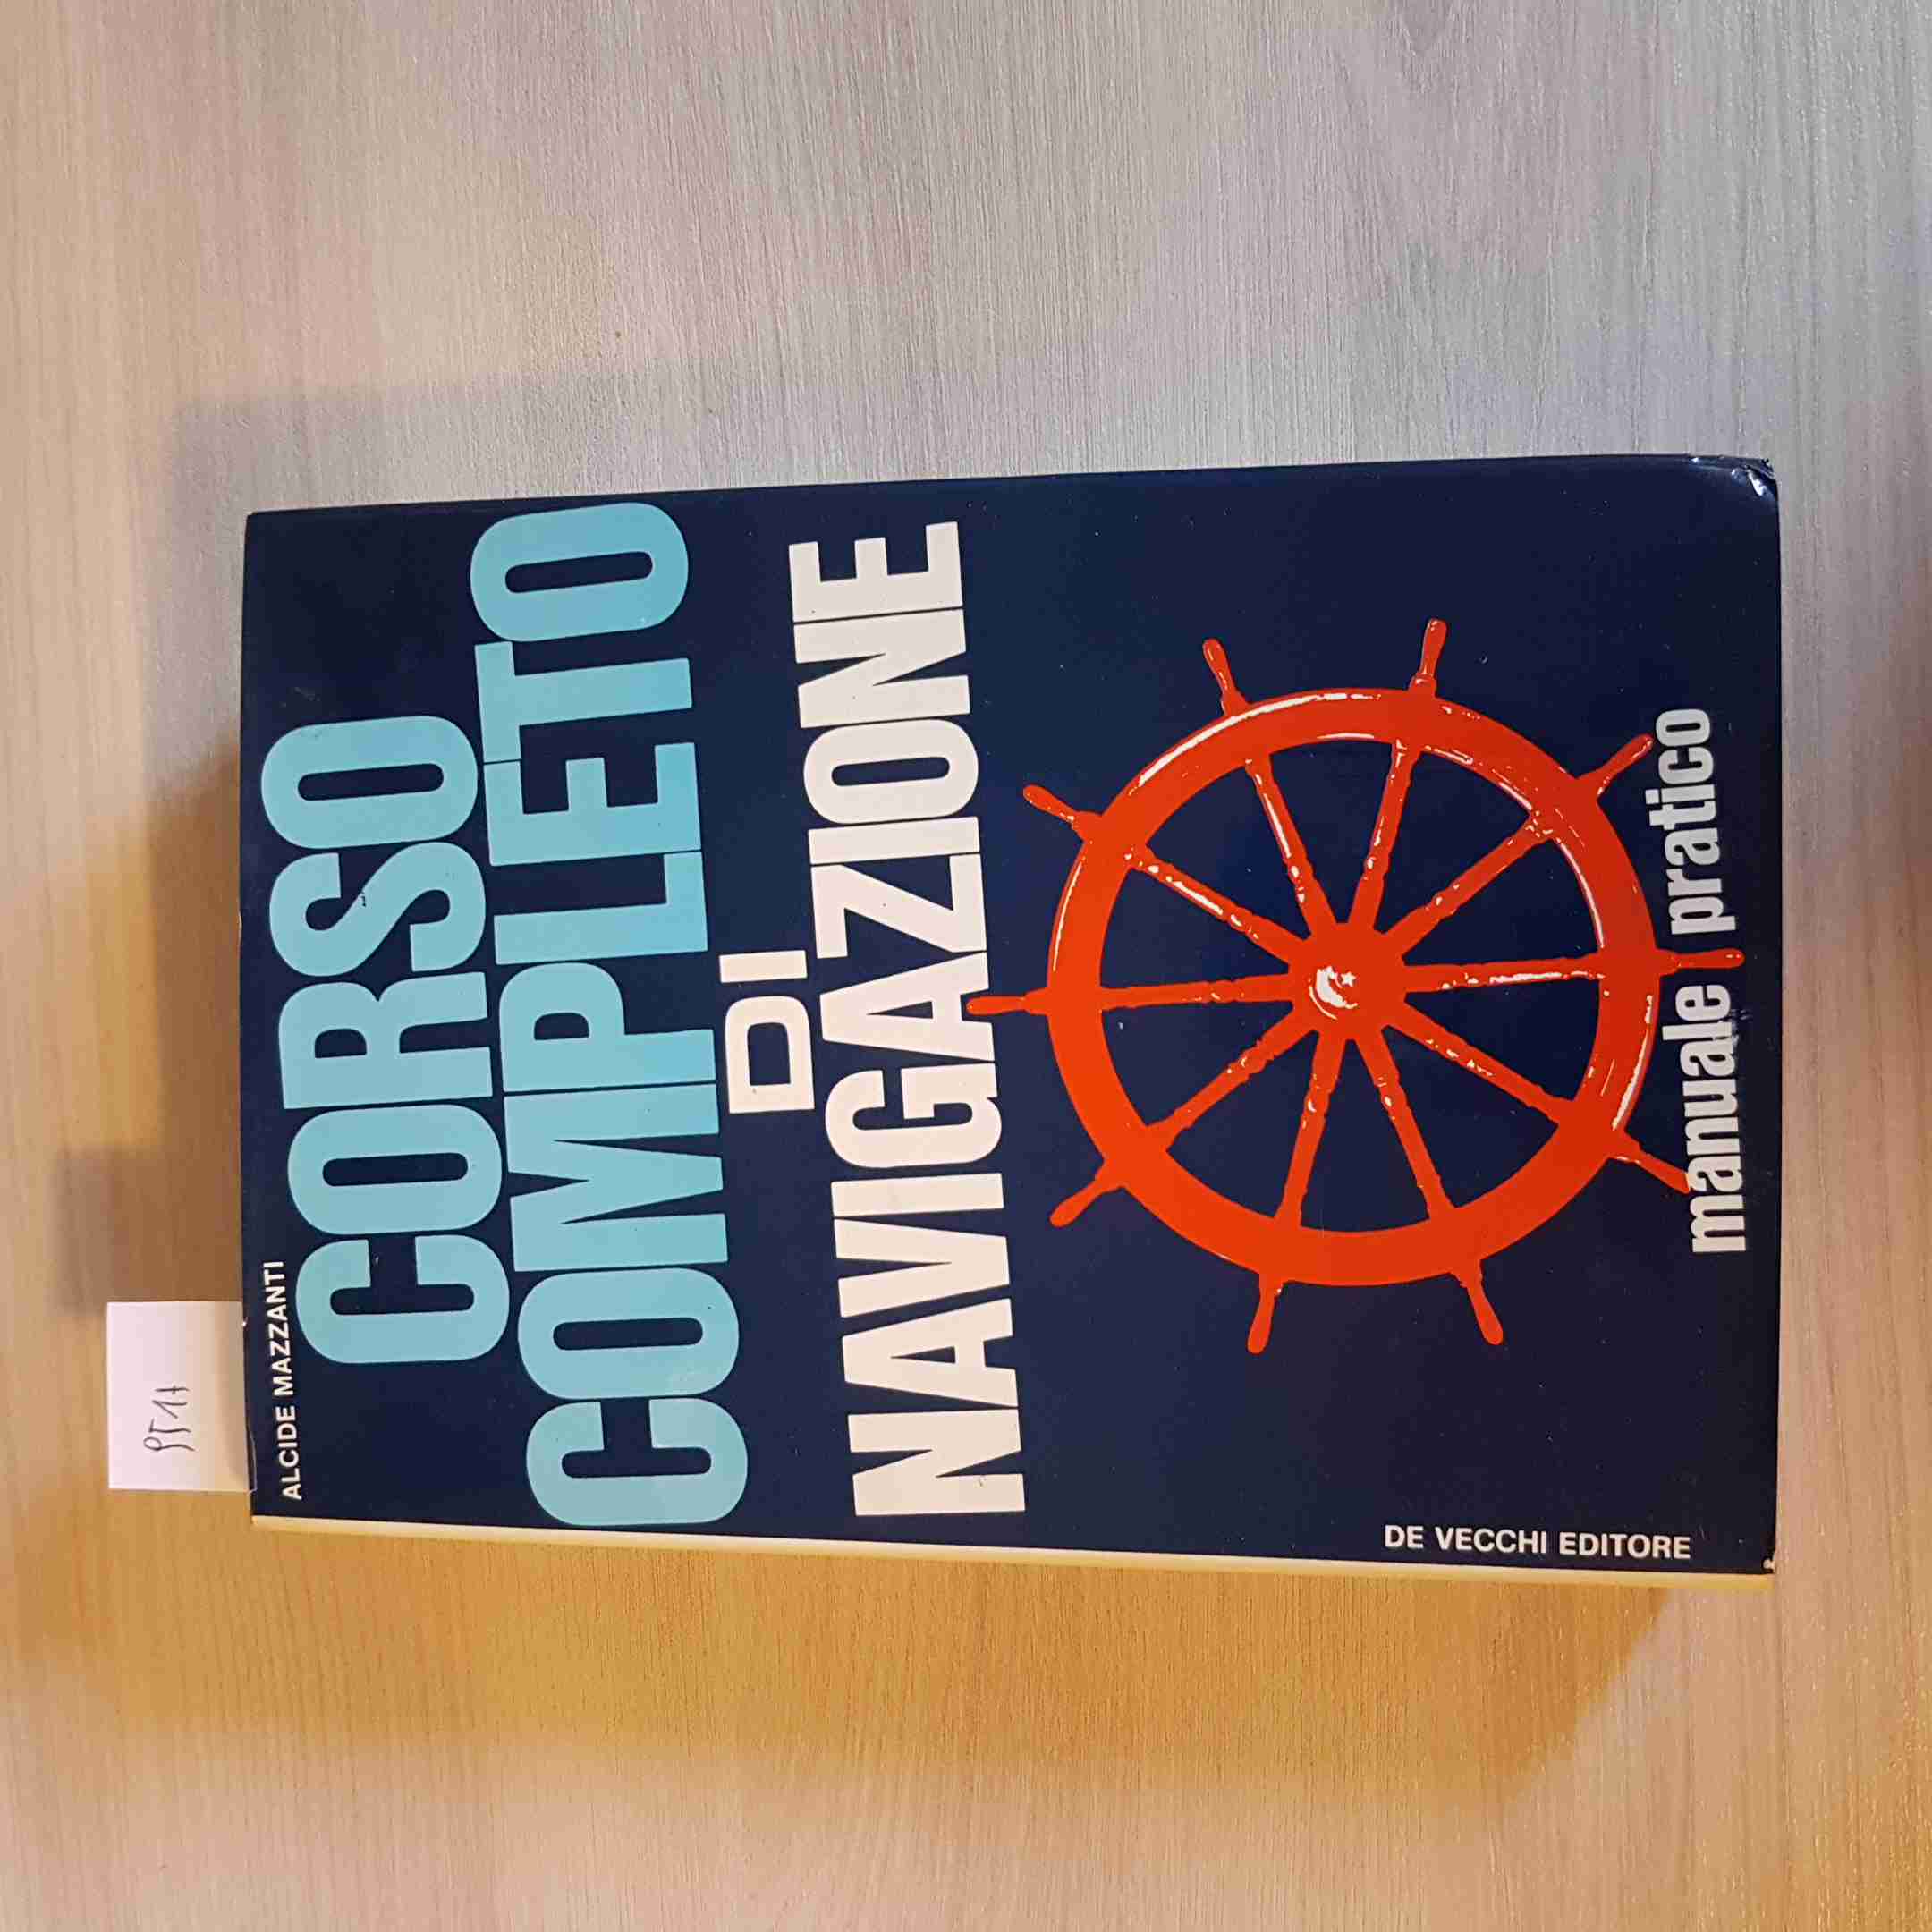 ALCIDE MAZZANTI
CORSO
COMPLETO
DI
NAVIGAZIONE
manuale pratico
DE VECCHI EDITORE